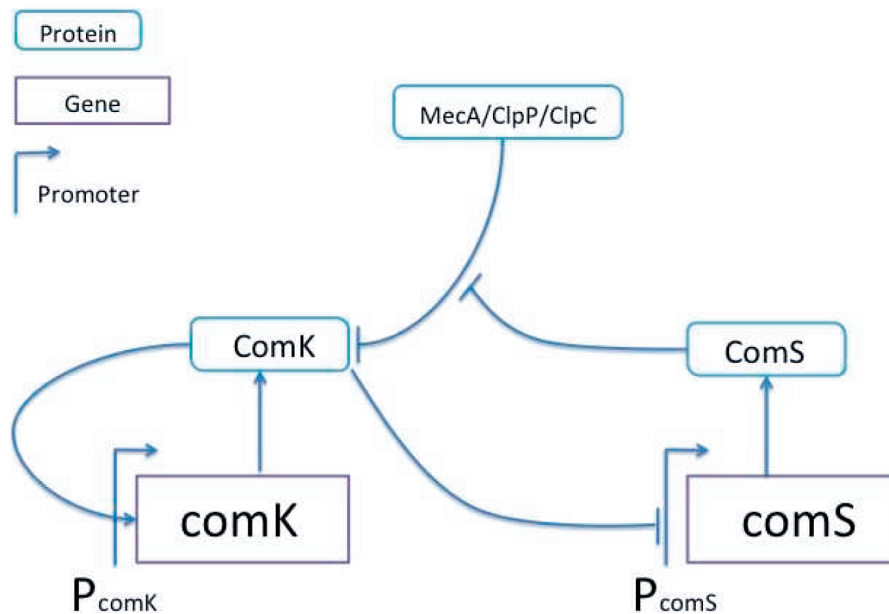 Protein
Gene
Promoter
MecA/ClpP/ClpC
ComK
ComS
comK
comS
PcomK
PcomS